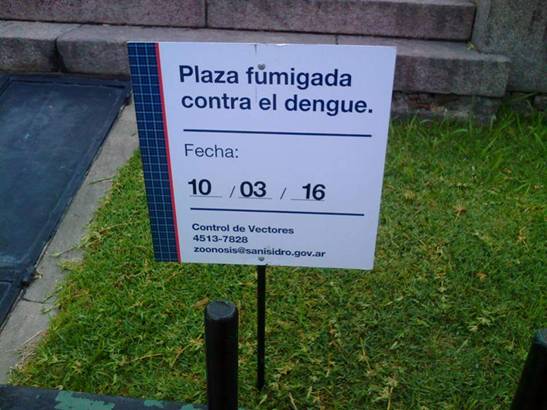 Plaza fumigada
contra el dengue.
Fecha:
10 / 03 / 16
Control de Vectores
4513-7828
zoonosis@sanisidro.gov.ar